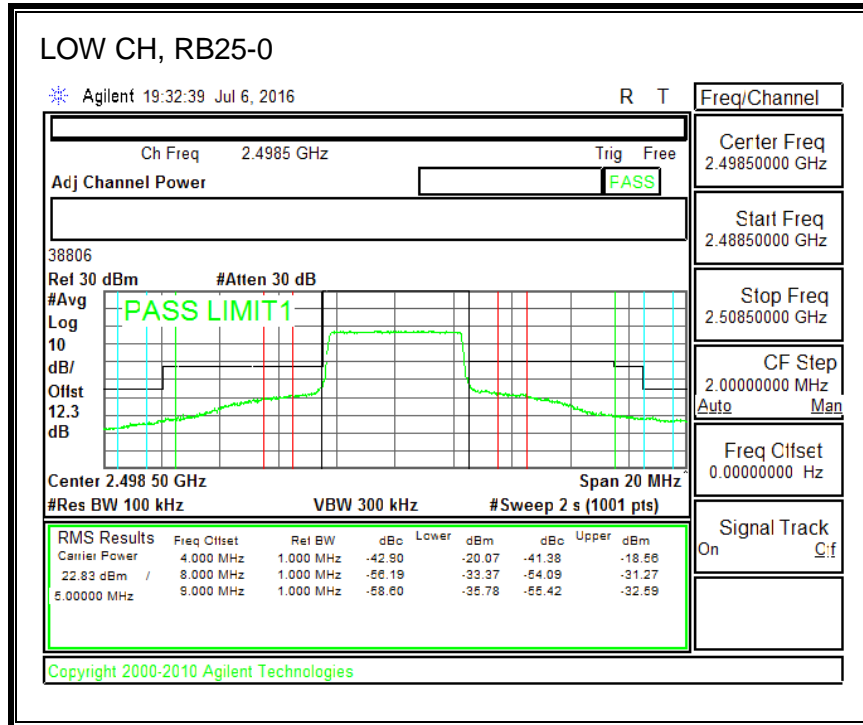 LOW CH, RB25-0
Agilent 19:32:39 Jul 6, 2016 R T
Ch Freq 2.4985 GHz Trig Free
Adj Channel Power PASS
38806
Ref 30 dBm #Atten 30 dB
#Avg
Log
10
dB/
Offst
12.3
dB
PASS LIMIT1
Center 2.498 50 GHz Span 20 MHz
#Res BW 100 kHz VBW 300 kHz #Sweep 2 s (1001 pts)
RMS Results Freq Offset Ref BW dBc Lower dBm dBc Upper dBm
Carrier Power 4.000 MHz 1.000 MHz -42.90 -20.07 -41.38 -18.56
22.83 dBm / 8.000 MHz 1.000 MHz -56.19 -33.37 -54.09 -31.27
5.00000 MHz 9.000 MHz 1.000 MHz -58.60 -35.78 -55.42 -32.59
Copyright 2000-2010 Agilent Technologies
Freq/Channel
Center Freq
2.49850000 GHz
Start Freq
2.48850000 GHz
Stop Freq
2.50850000 GHz
CF Step
2.00000000 MHz
Auto Man
Freq Offset
0.00000000 Hz
Signal Track
On Off